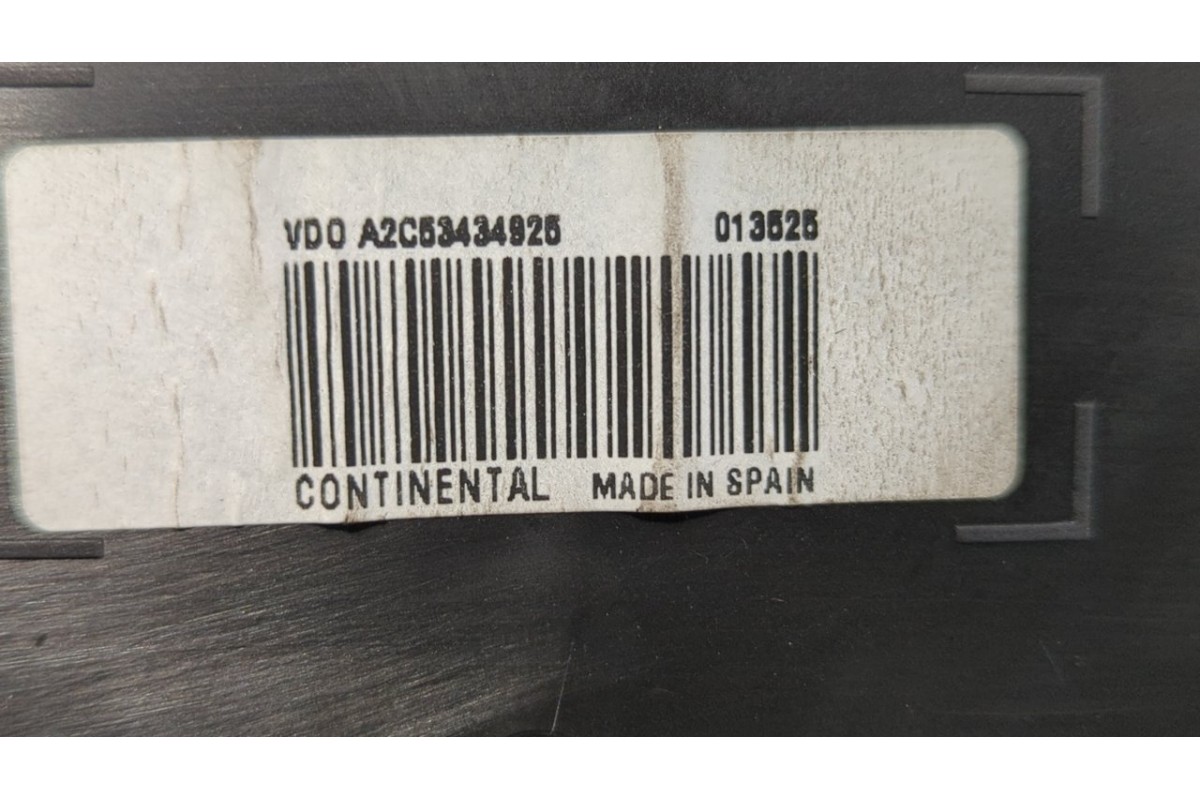 VDO A2C53434925 013525
CONTINENTAL MADE IN SPAIN